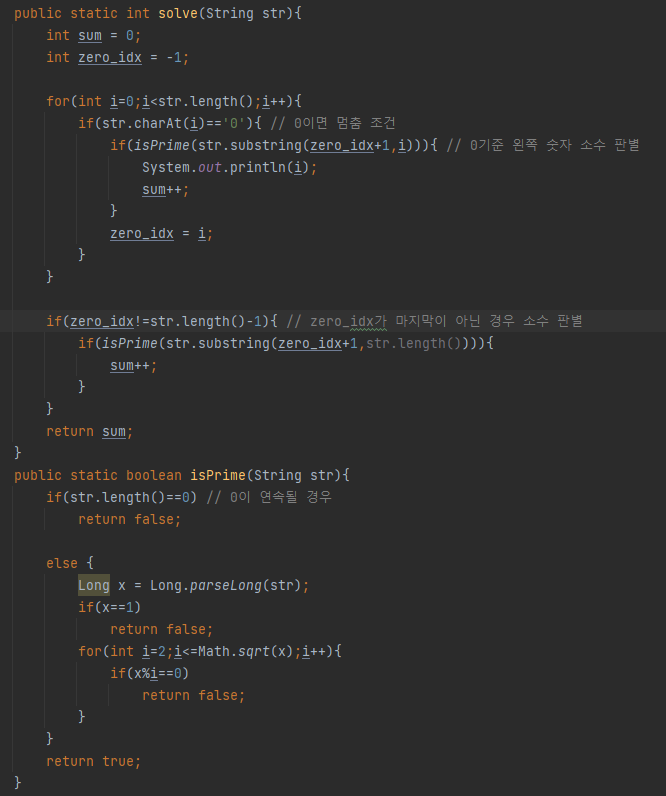 public static int solve(String str){
    int sum = 0;
    int zero_idx = -1;

    for(int i=0;i<str.length();i++){
        if(str.charAt(i)=='0'){ // 0이면 멈춤 조건
            if(isPrime(str.substring(zero_idx+1,i))){ // 0기준 왼쪽 숫자 소수 판별
                System.out.println(i);
                sum++;
            }
            zero_idx = i;
        }
    }

    if(zero_idx!=str.length()-1){ // zero_idx가 마지막이 아닌 경우 소수 판별
        if(isPrime(str.substring(zero_idx+1,str.length()))){
            sum++;
        }
    }
    return sum;
}
public static boolean isPrime(String str){
    if(str.length()==0) // 0이 연속될 경우
        return false;

    else {
        Long x = Long.parseLong(str);
        if(x==1)
            return false;
        for(int i=2;i<=Math.sqrt(x);i++){
            if(x%i==0)
                return false;
        }
    }
    return true;
}